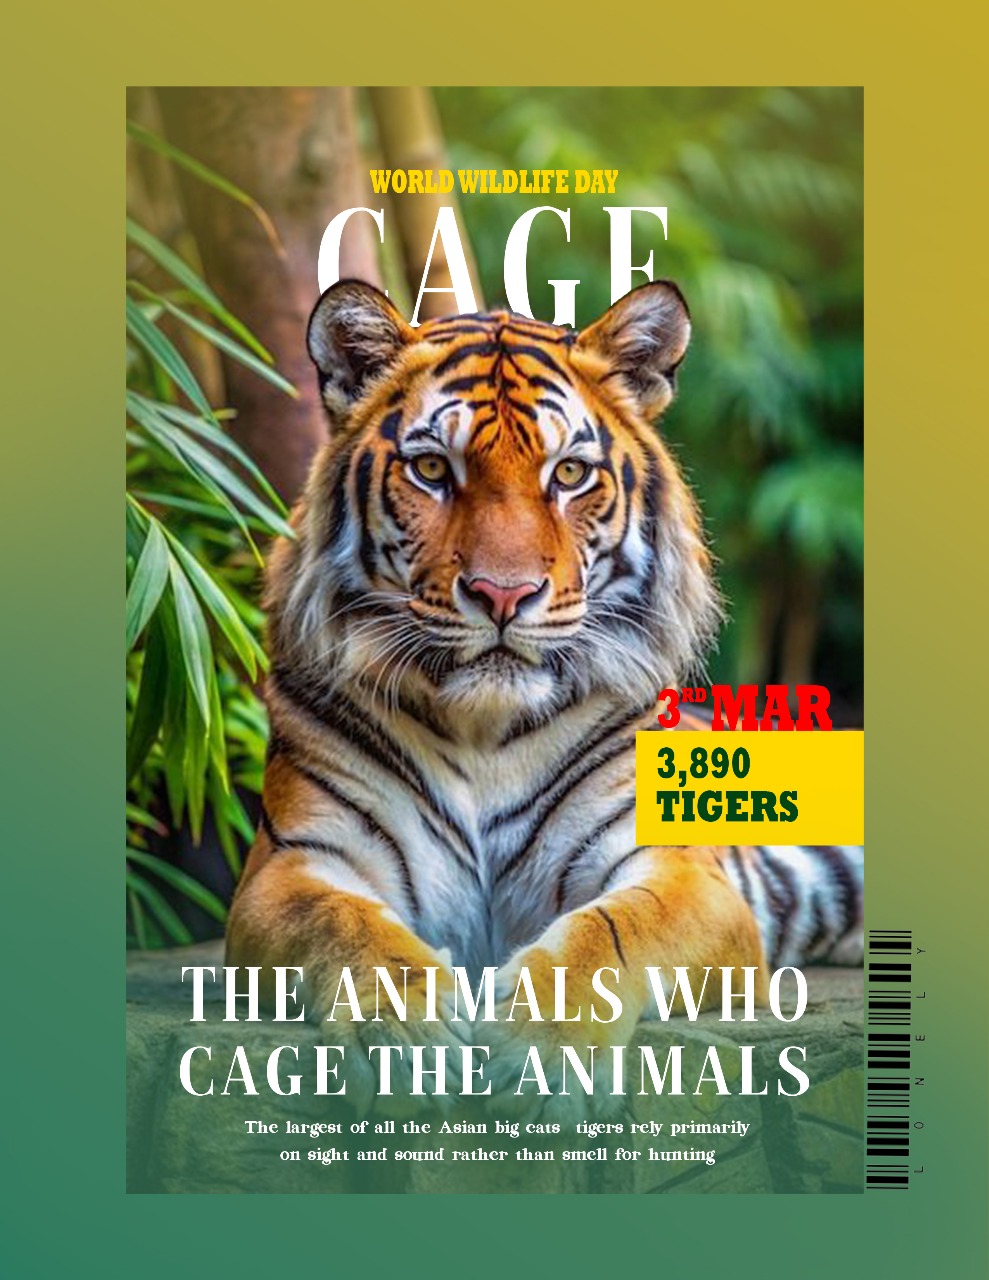 WORLD WILDLIFE DAY
CAGE
3RD MAR
3,890
TIGERS
THE ANIMALS WHO
CAGE THE ANIMALS
The largest of all the Asian big cats tigers rely primarily
on sight and sound rather than smell for hunting
LONELY